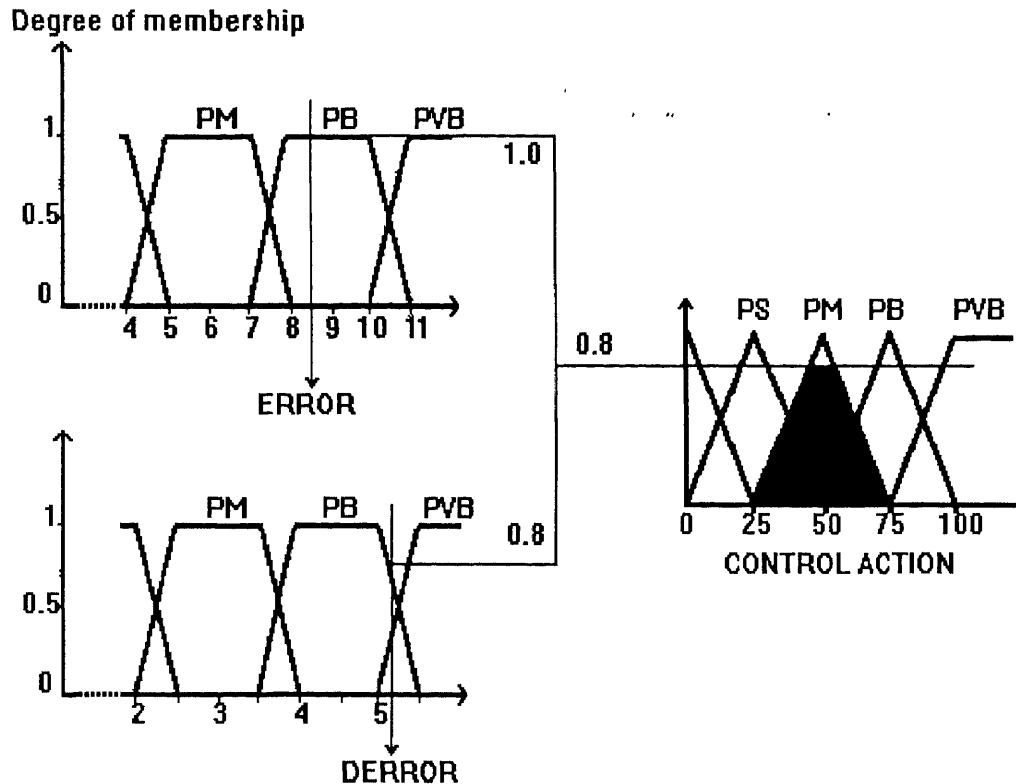 Degree of membership
PM PB PVB
1
1.0
0.5
0
4 5 6 7 8 9 10 11
ERROR
PM PB PVB
1
0.8
0.5
0
2 3 4 5
DERROR
0.8
PS PM PB PVB
0 25 50 75 100
CONTROL ACTION